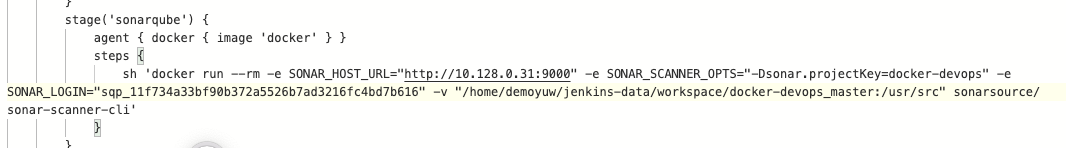 }
stage('sonarqube') {
agent { docker { image 'docker' } }
steps {
sh 'docker run --rm -e SONAR_HOST_URL="http://10.128.0.31:9000" -e SONAR_SCANNER_OPTS="-Dsonar.projectKey=docker-devops" -e
SONAR_LOGIN="sqp_11f734a33bf90b372a5526b7ad3216fc4bd7b616" -v "/home/demoyuw/jenkins-data/workspace/docker-devops_master:/usr/src" sonarsource/
sonar-scanner-cli'
}
}